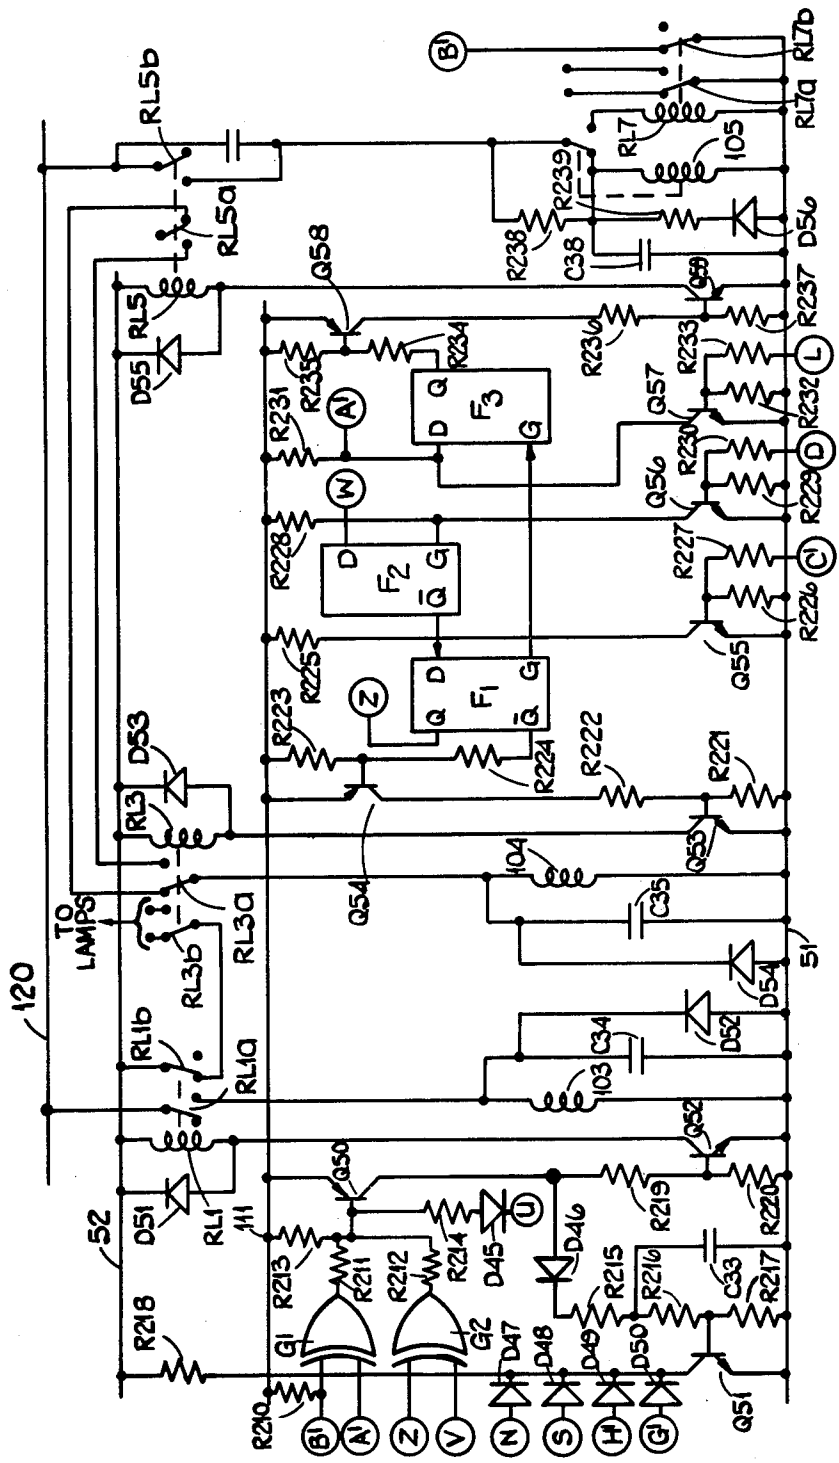 120
TO
LAMPS
RL5b
RL5a
RL3b
RL3a
RL1b
RL1a
52
R218
D51
RL1
RL3
D53
D55
RL5
B'
RL7b
RL7a
RL7
105
R239
R238
C38
D56
111
R213
R210
G1
R211
R212
G2
Q50
R214
D45
U
B'
A'
Z
V
Z
Q54
R223
R224
R225
F1
Q
D
Q̄
G
W
R228
F2
D
G
Q̄
A'
R231
R235
R234
F3
D
Q
G
Q58
N
S
H'
G'
D47
D48
D49
D50
D46
R215
R216
R217
C33
Q51
R219
R220
Q52
103
C34
D52
104
C35
D54
51
R222
R221
Q53
Q55
R226
R227
C'
Q56
R229
R230
D
Q57
R232
R233
L
R236
Q59
R237